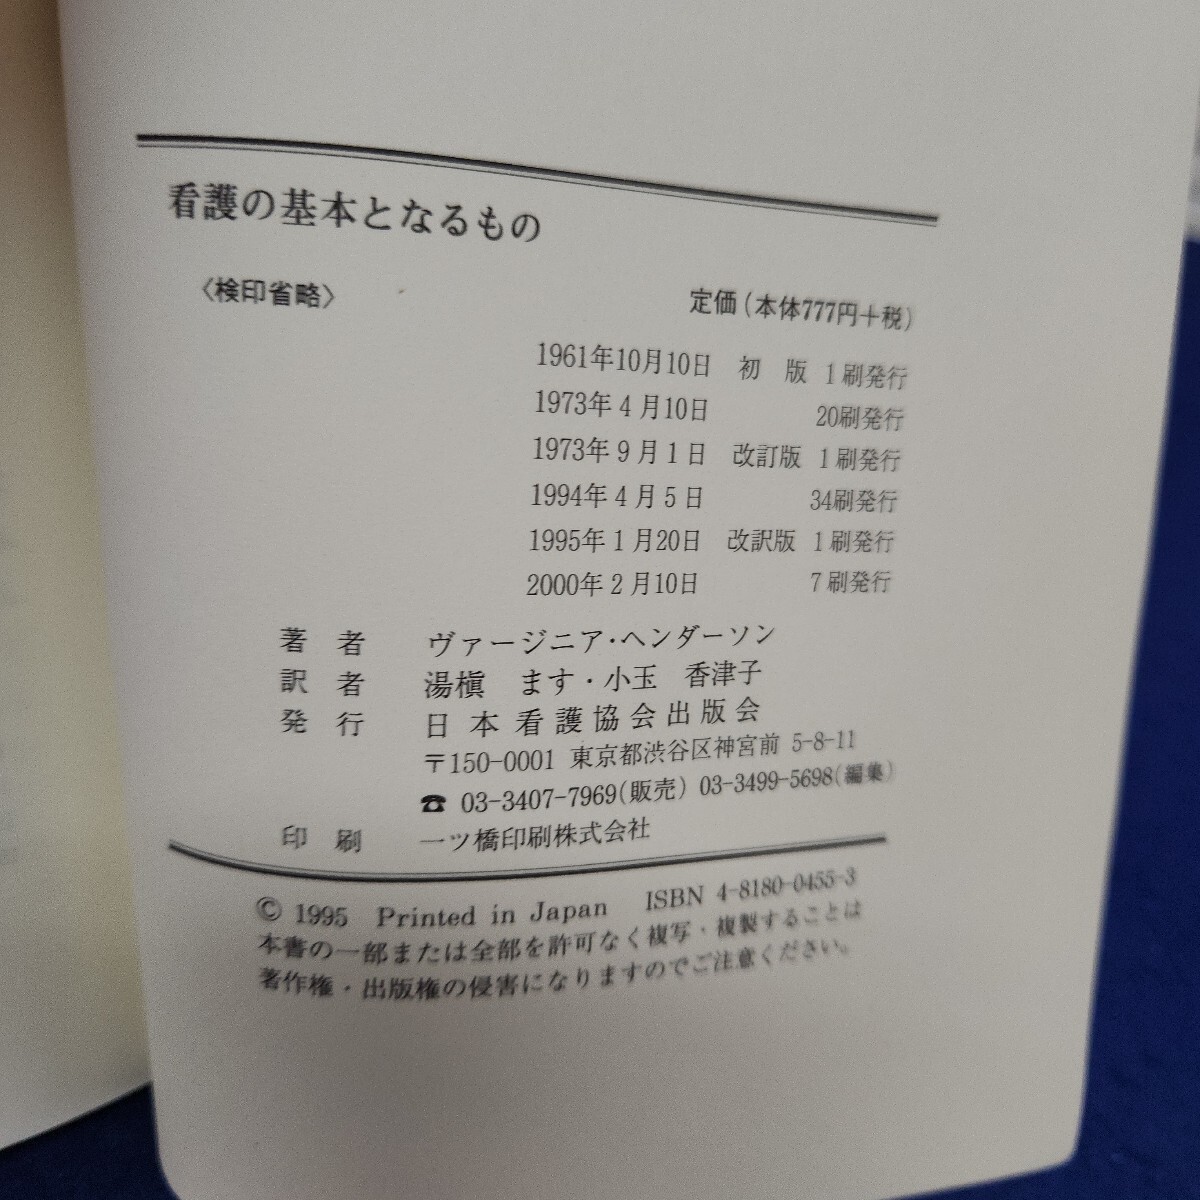 看護の基本となるもの
〈検印省略〉 定価(本体777円+税)
1961年10月10日 初 版 1刷発行
1973年4月10日 20刷発行
1973年9月1日 改訂版 1刷発行
1994年4月5日 34刷発行
1995年1月20日 改訳版 1刷発行
2000年2月10日 7刷発行
著 者 ヴァージニア・ヘンダーソン
訳 者 湯槇 ます・小玉 香津子
発 行 日本看護協会出版会
〒150-0001 東京都渋谷区神宮前 5-8-11
☎ 03-3407-7969(販売) 03-3499-5698(編集)
印 刷 一ツ橋印刷株式会社
© 1995 Printed in Japan ISBN 4-8180-0455-3
本書の一部または全部を許可なく複写・複製することは
著作権・出版権の侵害になりますのでご注意ください。